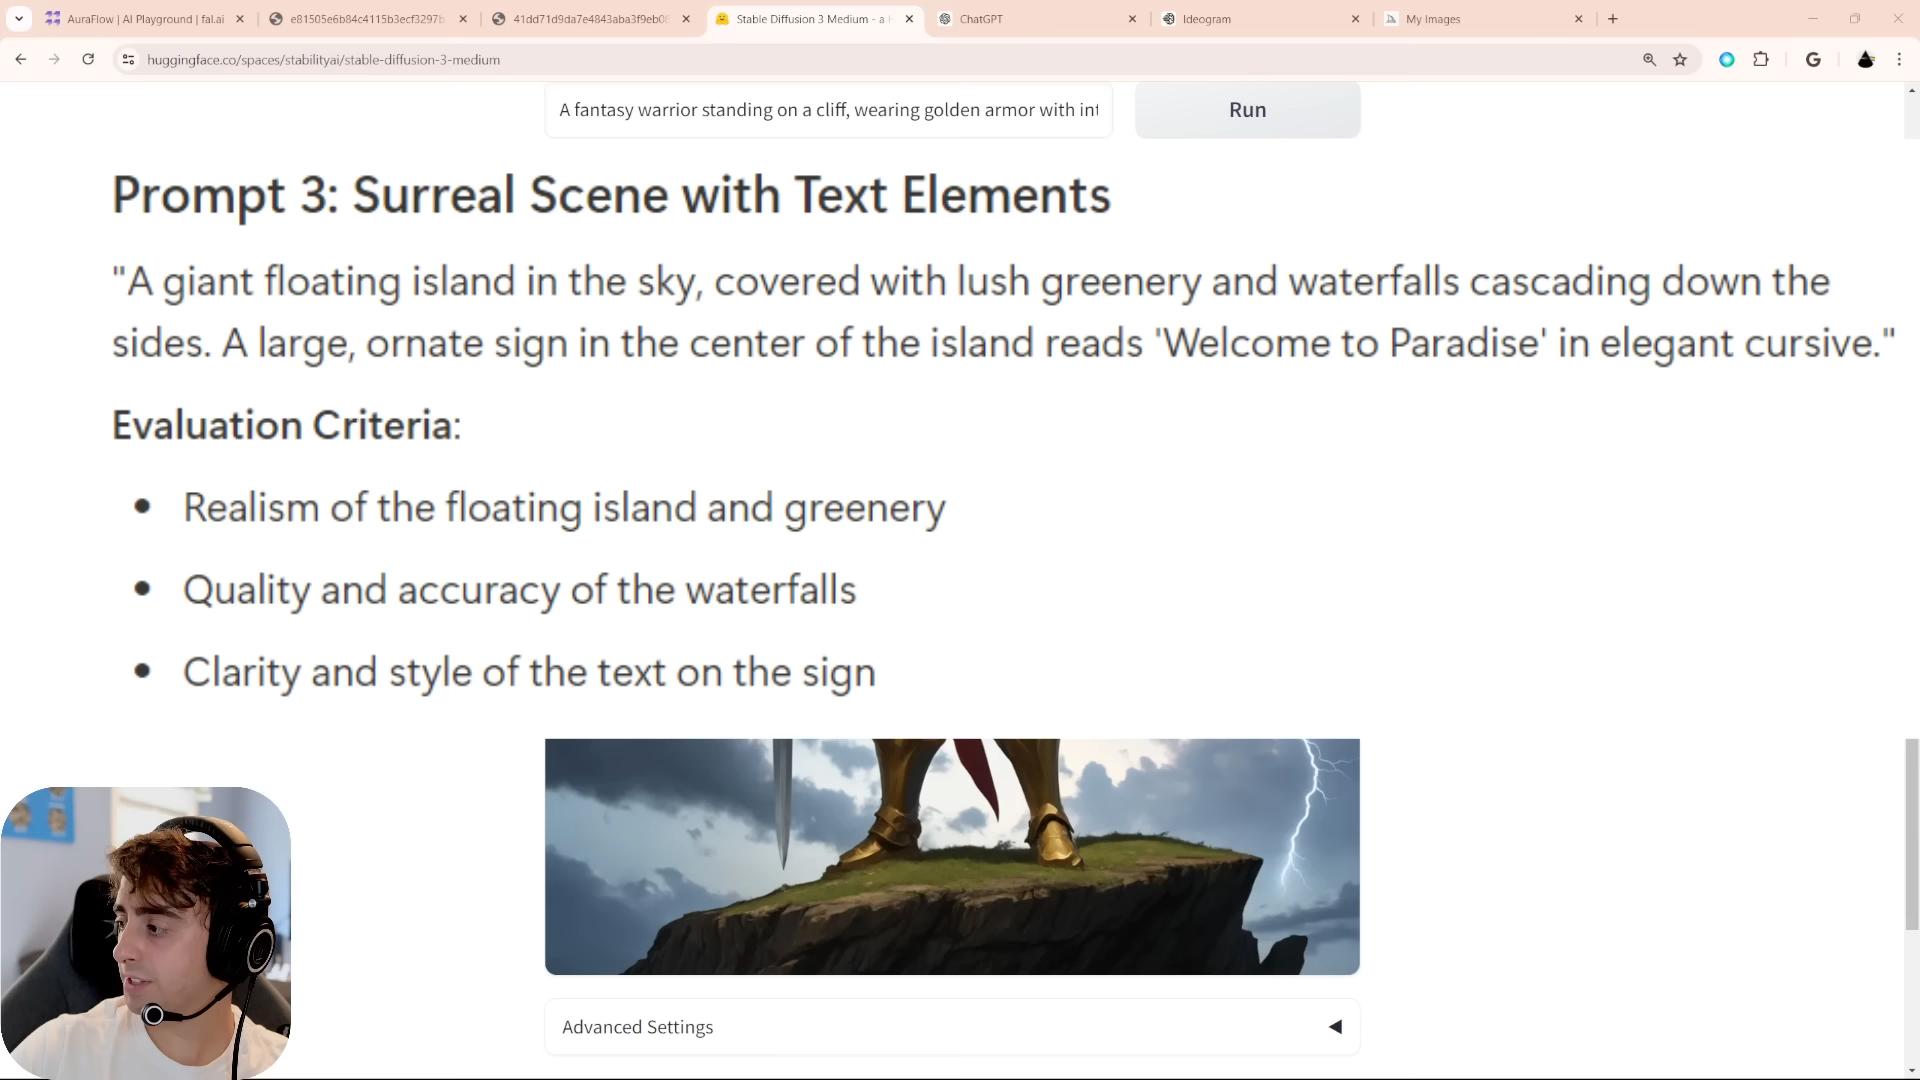 AuraFlow | AI Playground | fal.ai
e81505e6b84c4115b3ecf3297b
41dd71d9da7e4843aba3f9eb08
Stable Diffusion 3 Medium - a
ChatGPT
Ideogram
My Images
huggingface.co/spaces/stabilityai/stable-diffusion-3-medium
A fantasy warrior standing on a cliff, wearing golden armor with int
Run
Prompt 3: Surreal Scene with Text Elements
"A giant floating island in the sky, covered with lush greenery and waterfalls cascading down the
sides. A large, ornate sign in the center of the island reads 'Welcome to Paradise' in elegant cursive."
Evaluation Criteria:
• Realism of the floating island and greenery
• Quality and accuracy of the waterfalls
• Clarity and style of the text on the sign
Advanced Settings